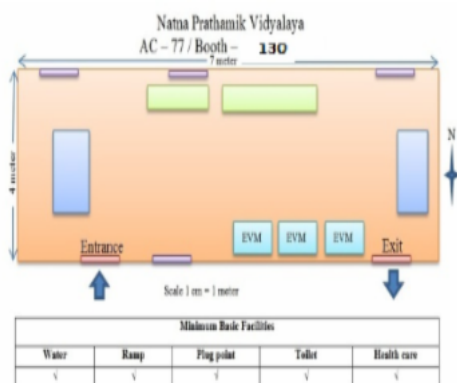 Natna Prathamik Vidyalaya
AC – 77 / Booth – 130
7 meter
4 meter
N
EVM EVM EVM
Entrance Exit
Scale 1 cm = 1 meter
Minimum Basic Facilities
Water Ramp Plug point Toilet Health care
√ √ √ √ √